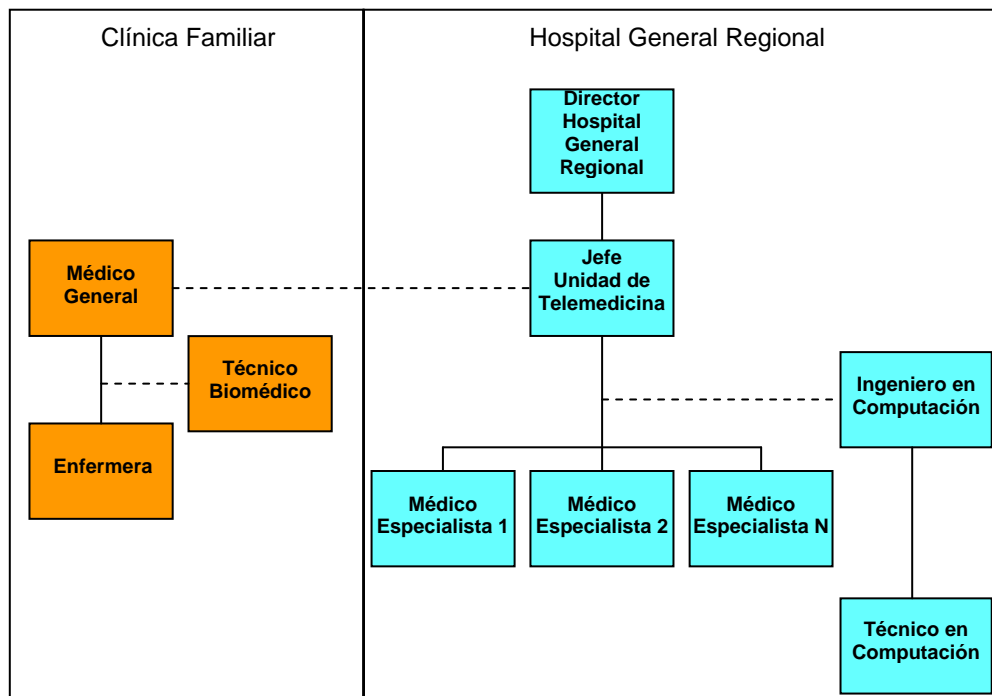 Clínica Familiar
Hospital General Regional
Director
Hospital
General
Regional
Médico
General
Jefe
Unidad de
Telemedicina
Técnico
Biomédico
Ingeniero en
Computación
Enfermera
Médico
Especialista 1
Médico
Especialista 2
Médico
Especialista N
Técnico en
Computación